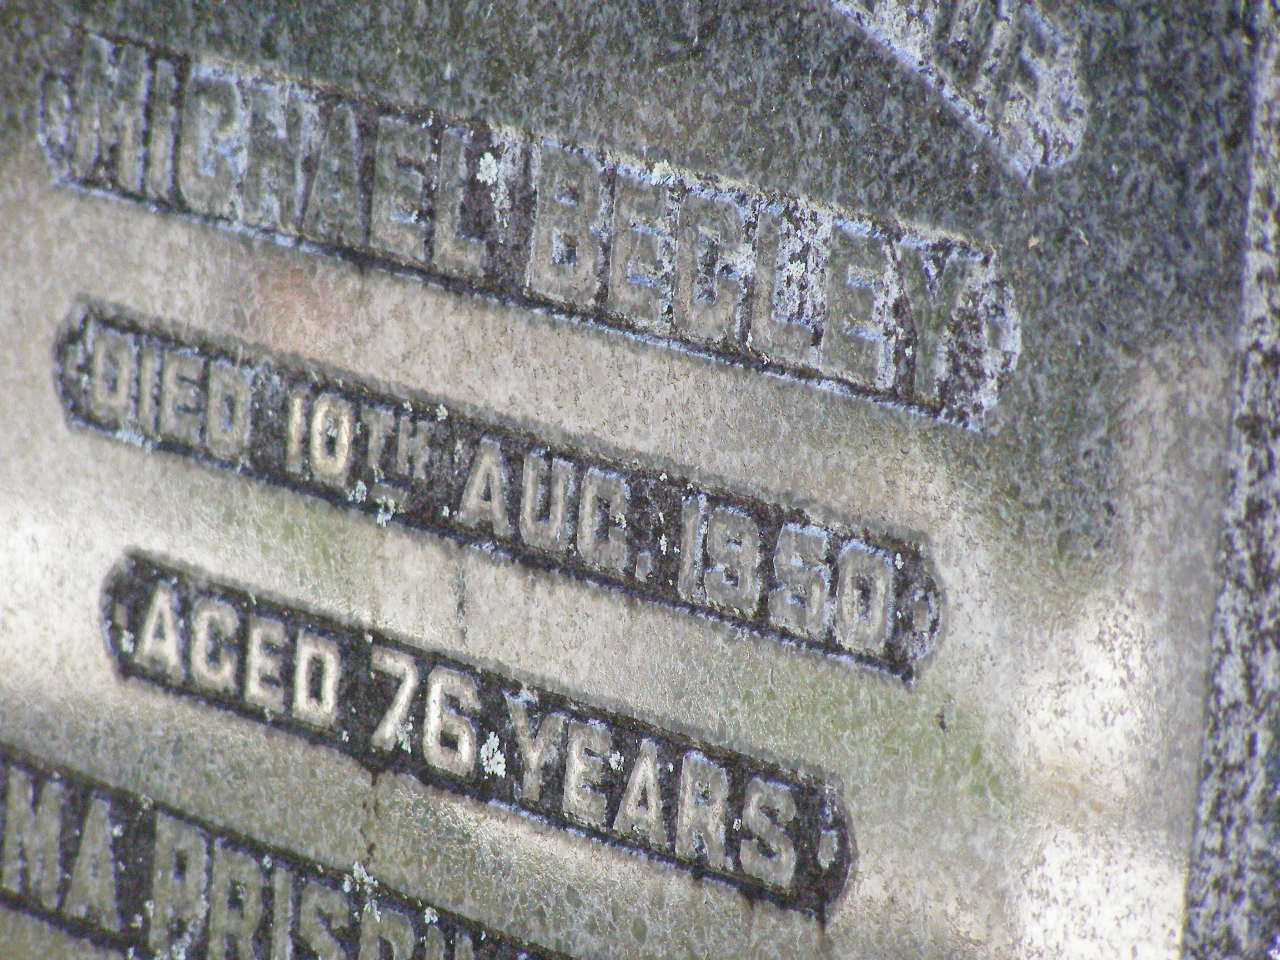 MICHAEL BEGLEY
DIED 10TH AUG. 1950
AGED 76 YEARS